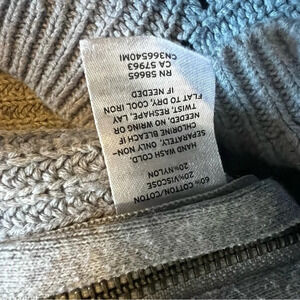 60% COTTON/COTON
20% VISCOSE
20% NYLON
HAND WASH COLD
SEPARATELY, ONLY NON-
CHLORINE BLEACH IF
NEEDED, NO WRING OR
TWIST, RESHAPE, LAY
FLAT TO DRY, COOL IRON
IF NEEDED
RN 58665
CA 57963
CN366540MI